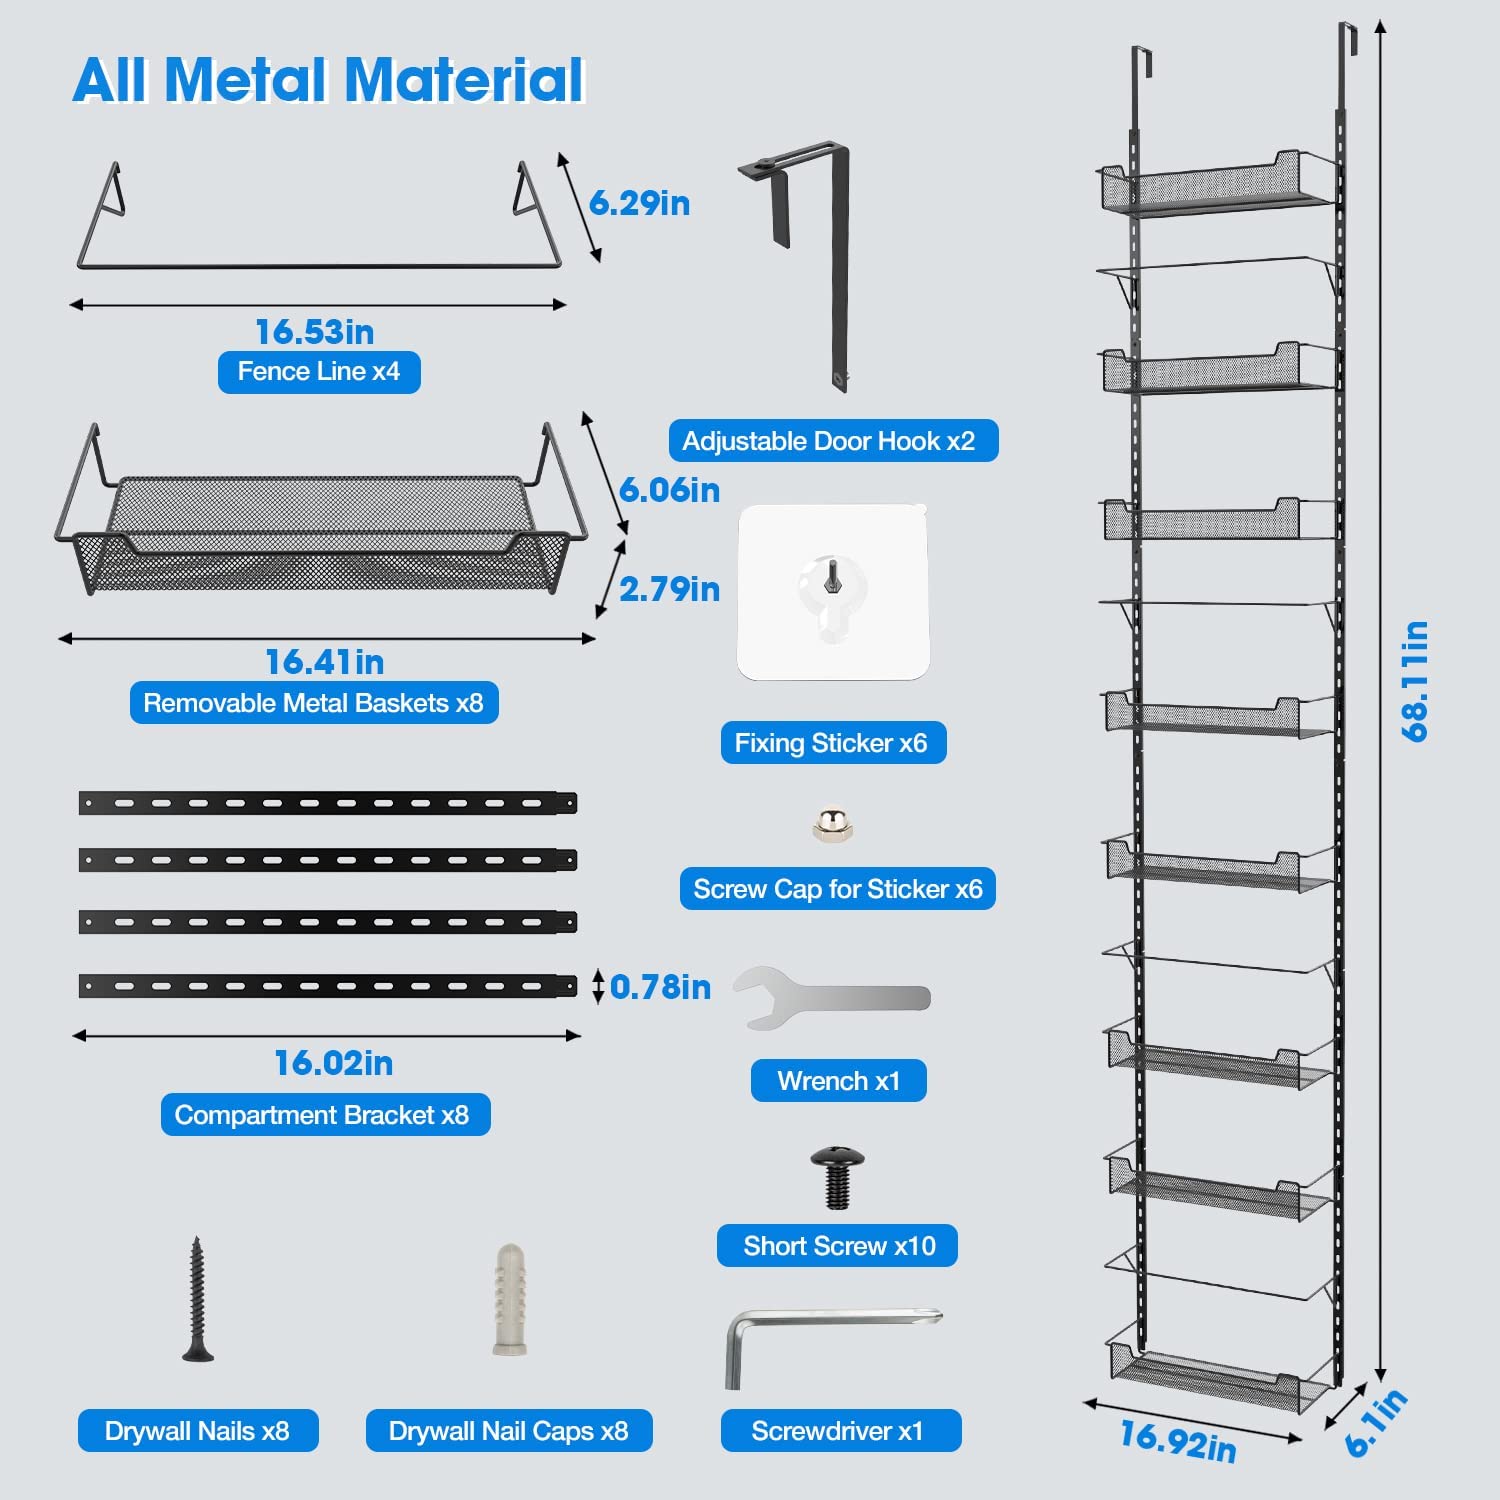 All Metal Material
6.29in
16.53in
Fence Line x4
6.06in
2.79in
16.41in
Removable Metal Baskets x8
0.78in
16.02in
Compartment Bracket x8
Drywall Nails x8
Drywall Nail Caps x8
Adjustable Door Hook x2
Fixing Sticker x6
Screw Cap for Sticker x6
Wrench x1
Short Screw x10
Screwdriver x1
68.11in
16.92in
6.1in